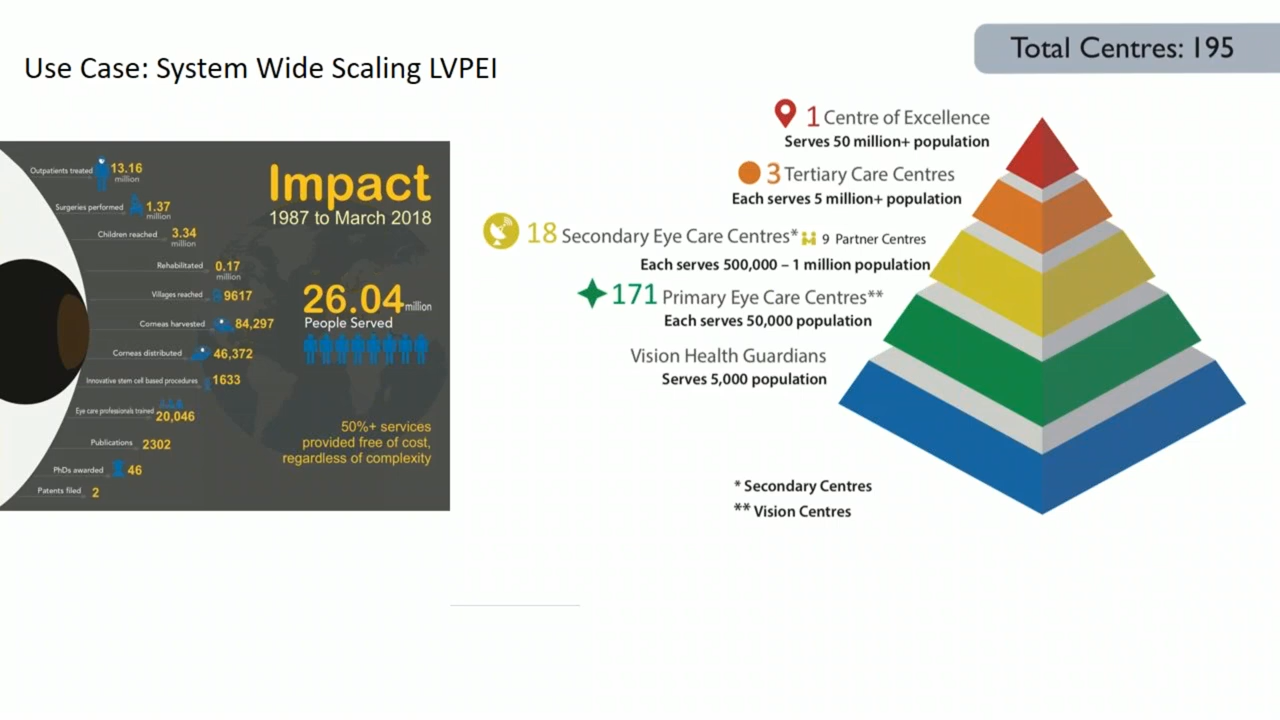 Use Case: System Wide Scaling LVPEI
Total Centres: 195
Impact
1987 to March 2018
Outpatients treated 13.16 million
Surgeries performed 1.37 million
Children reached 3.34 million
Rehabilitated 0.17 million
Villages reached 9617
Corneas harvested 84,297
Corneas distributed 46,372
Innovative stem cell based procedures 1633
Eye care professionals trained 20,046
Publications 2302
PhDs awarded 46
Patents filed 2
26.04 million
People Served
50%+ services
provided free of cost,
regardless of complexity
1 Centre of Excellence
Serves 50 million+ population
3 Tertiary Care Centres
Each serves 5 million+ population
18 Secondary Eye Care Centres* 9 Partner Centres
Each serves 500,000 – 1 million population
171 Primary Eye Care Centres**
Each serves 50,000 population
Vision Health Guardians
Serves 5,000 population
* Secondary Centres
** Vision Centres